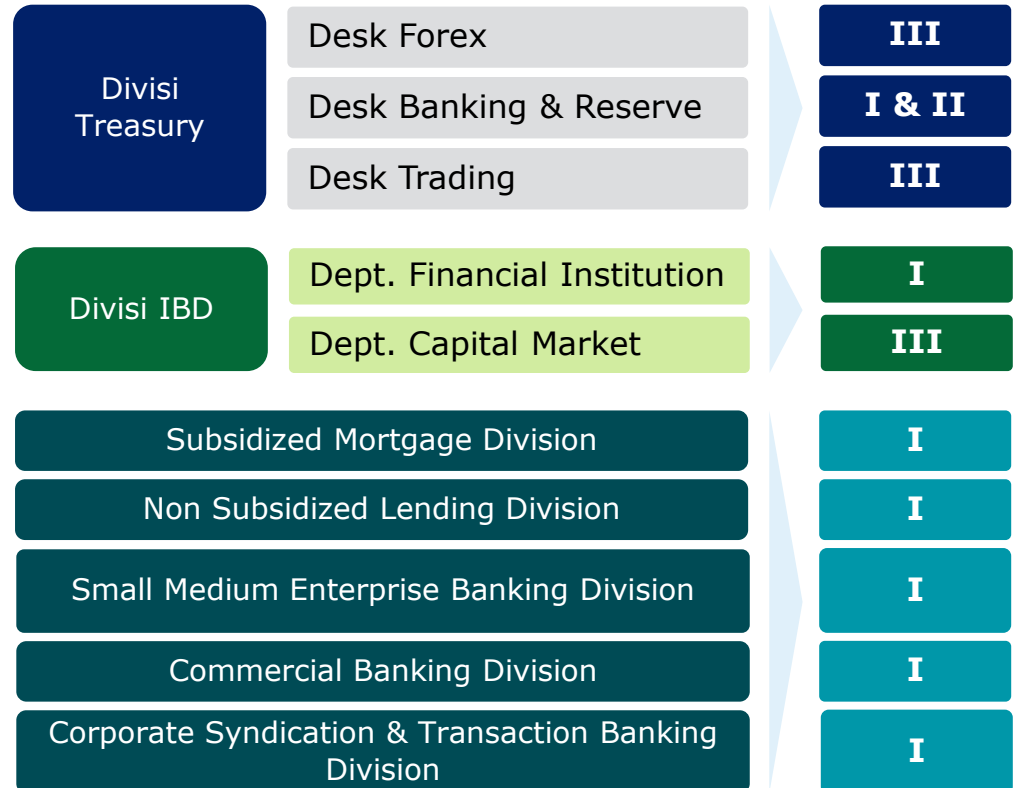 Divisi
Treasury
Desk Forex
III
Desk Banking & Reserve
I & II
Desk Trading
III
Divisi IBD
Dept. Financial Institution
I
Dept. Capital Market
III
Subsidized Mortgage Division
I
Non Subsidized Lending Division
I
Small Medium Enterprise Banking Division
I
Commercial Banking Division
I
Corporate Syndication & Transaction Banking
Division
I